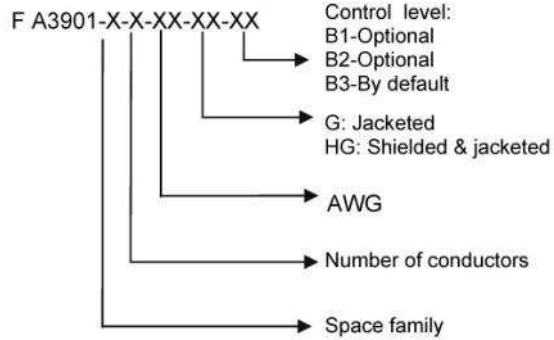 F A3901-X-X-XX-XX-XX
Control level:
B1-Optional
B2-Optional
B3-By default
G: Jacketed
HG: Shielded & jacketed
AWG
Number of conductors
Space family